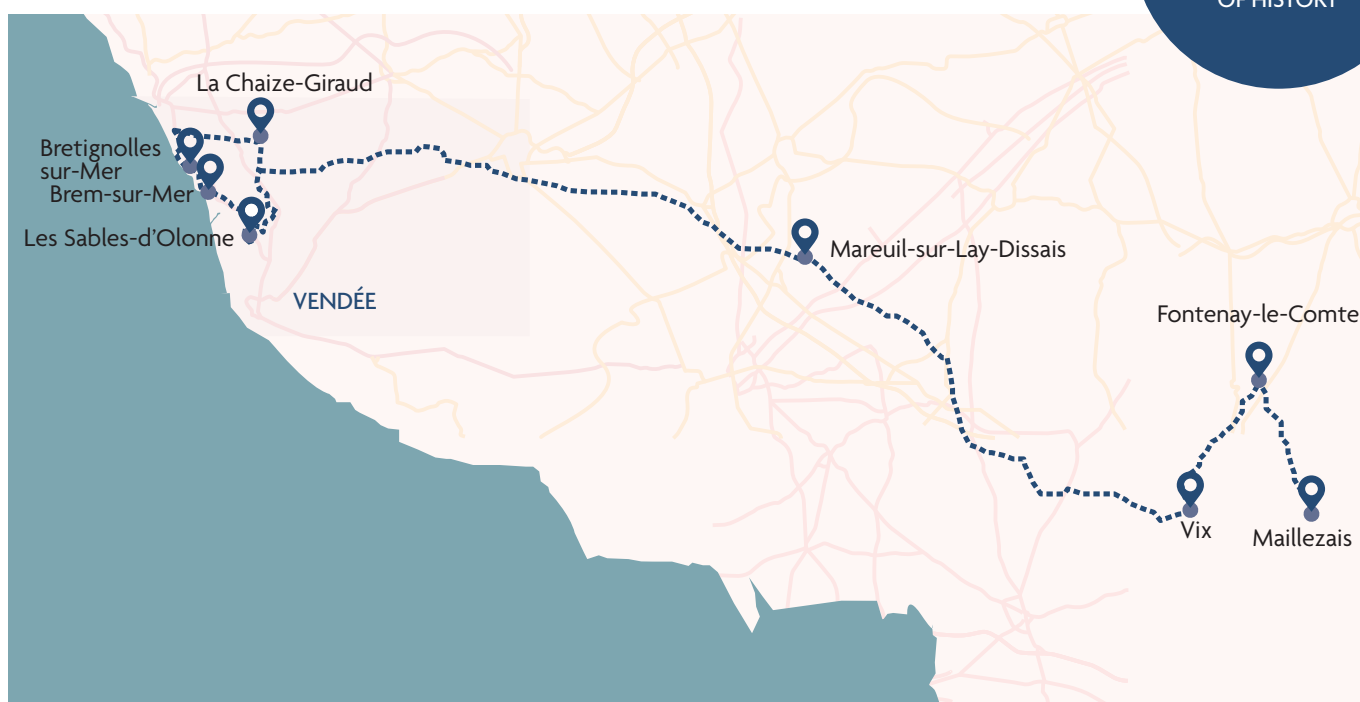 OF HISTORY
La Chaize-Giraud
Bretignolles
sur-Mer
Brem-sur-Mer
Les Sables-d'Olonne
Mareuil-sur-Lay-Dissais
VENDÉE
Fontenay-le-Comte
Vix
Maillezais